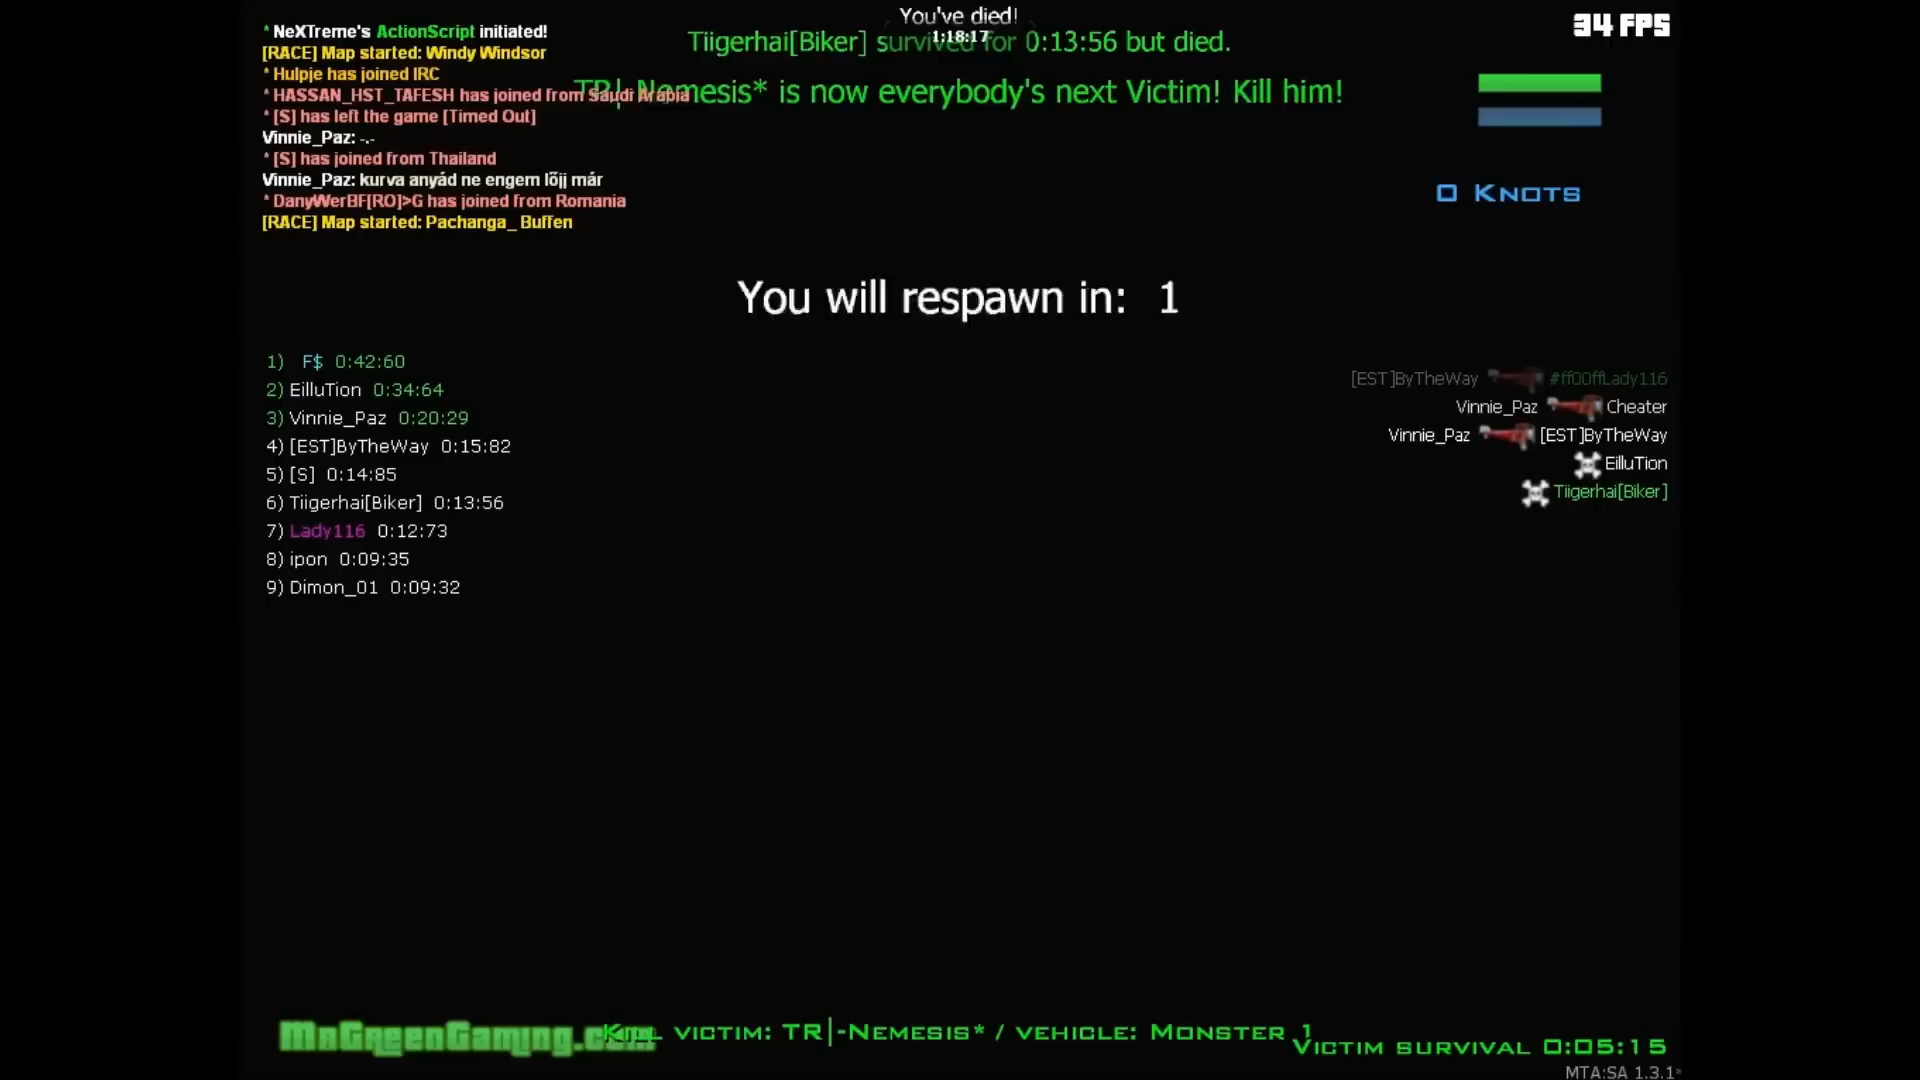 * NeXTreme's ActionScript initiated!
[RACE] Map started: Windy Windsor
* Hulpje has joined IRC
* HASSAN_HST_TAFESH has joined from Saudi Arabia
* [S] has left the game [Timed Out]
Vinnie_Paz: -.-
* [S] has joined from Thailand
Vinnie_Paz: kurva anyád ne engem lőjj már
* DanyWerBF[RO]>G has joined from Romania
[RACE] Map started: Pachanga_ Buffen
You've died!
1:18:17
Tiigerhai[Biker] survived for 0:13:56 but died.
TR|-Nemesis* is now everybody's next Victim! Kill him!
34 FPS
0 Knots
You will respawn in: 1
1) F$ 0:42:60
2) EilluTion 0:34:64
3) Vinnie_Paz 0:20:29
4) [EST]ByTheWay 0:15:82
5) [S] 0:14:85
6) Tiigerhai[Biker] 0:13:56
7) Lady116 0:12:73
8) ipon 0:09:35
9) Dimon_01 0:09:32
[EST]ByTheWay #ff00ffLady116
Vinnie_Paz Cheater
Vinnie_Paz [EST]ByTheWay
EilluTion
Tiigerhai[Biker]
MrGreenGaming.com
Kill victim: TR|-Nemesis* / vehicle: Monster 1
Victim survival 0:05:15
MTA:SA 1.3.1*